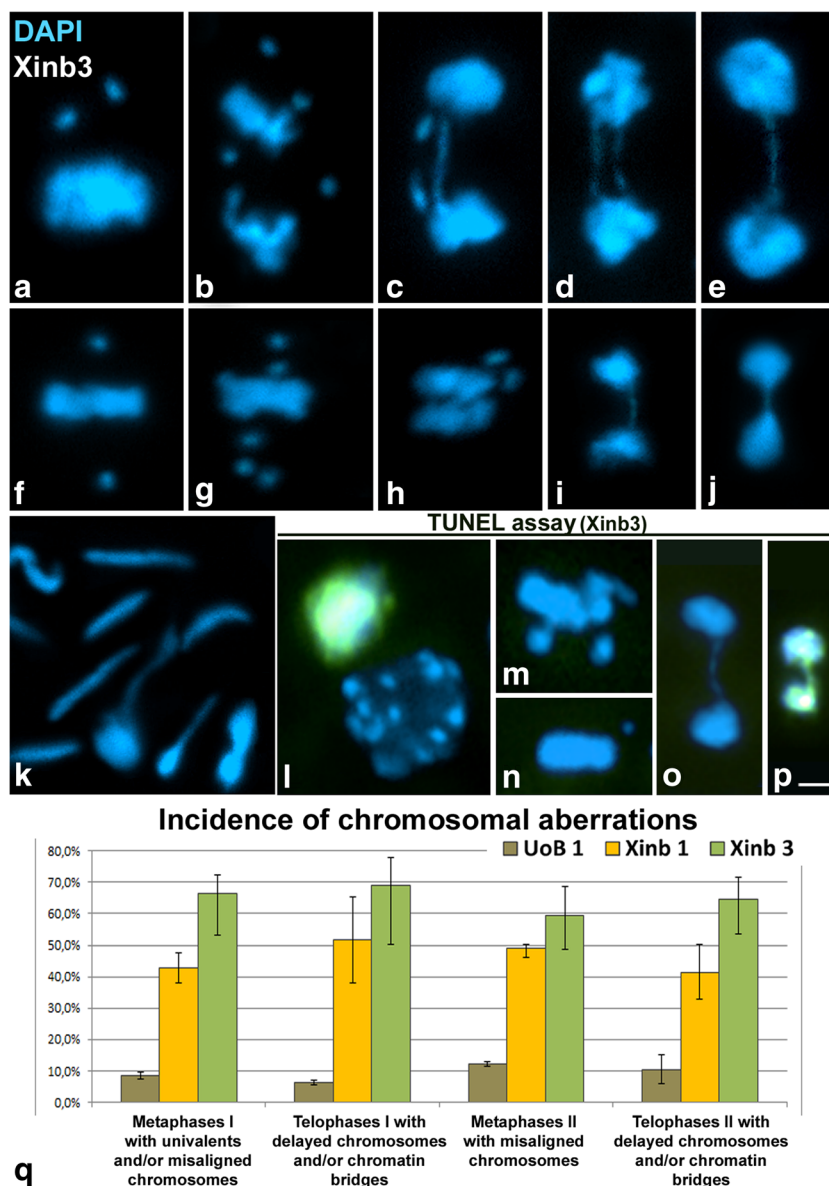 DAPI
Xinb3
a
b
c
d
e
f
g
h
i
j
TUNEL assay (Xinb3)
k
l
m
n
o
p
Incidence of chromosomal aberrations
UoB 1
Xinb 1
Xinb 3
80,0%
70,0%
60,0%
50,0%
40,0%
30,0%
20,0%
10,0%
0,0%
Metaphases I
with univalents
and/or misaligned
chromosomes
Telophases I with
delayed chromosomes
and/or chromatin
bridges
Metaphases II
with misaligned
chromosomes
Telophases II with
delayed chromosomes
and/or chromatin
bridges
q